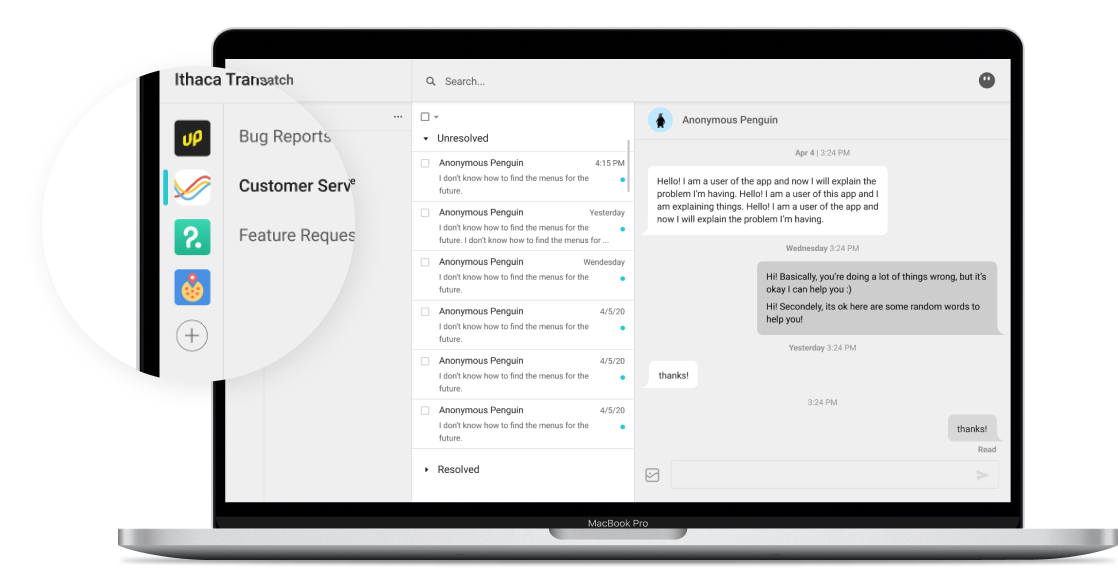 Ithaca Transatch
Search...
UP
Bug Reports
Customer Serve
Feature Reques
Unresolved
Anonymous Penguin 4:15 PM
I don't know how to find the menus for the
future.
Anonymous Penguin Yesterday
I don't know how to find the menus for the
future. I don't know how to find the menus for ...
Anonymous Penguin Wendesday
I don't know how to find the menus for the
future.
Anonymous Penguin 4/5/20
I don't know how to find the menus for the
future.
Anonymous Penguin 4/5/20
I don't know how to find the menus for the
future.
Anonymous Penguin 4/5/20
I don't know how to find the menus for the
future.
Resolved
Anonymous Penguin
Apr 4 | 3:24 PM
Hello! I am a user of the app and now I will explain the
problem I'm having. Hello! I am a user of this app and I
am explaining things. Hello! I am a user of the app and
now I will explain the problem I'm having.
Wednesday 3:24 PM
Hi! Basically, you're doing a lot of things wrong, but it's
okay I can help you :)
Hi! Secondely, its ok here are some random words to
help you!
Yesterday 3:24 PM
thanks!
3:24 PM
thanks!
Read
MacBook Pro